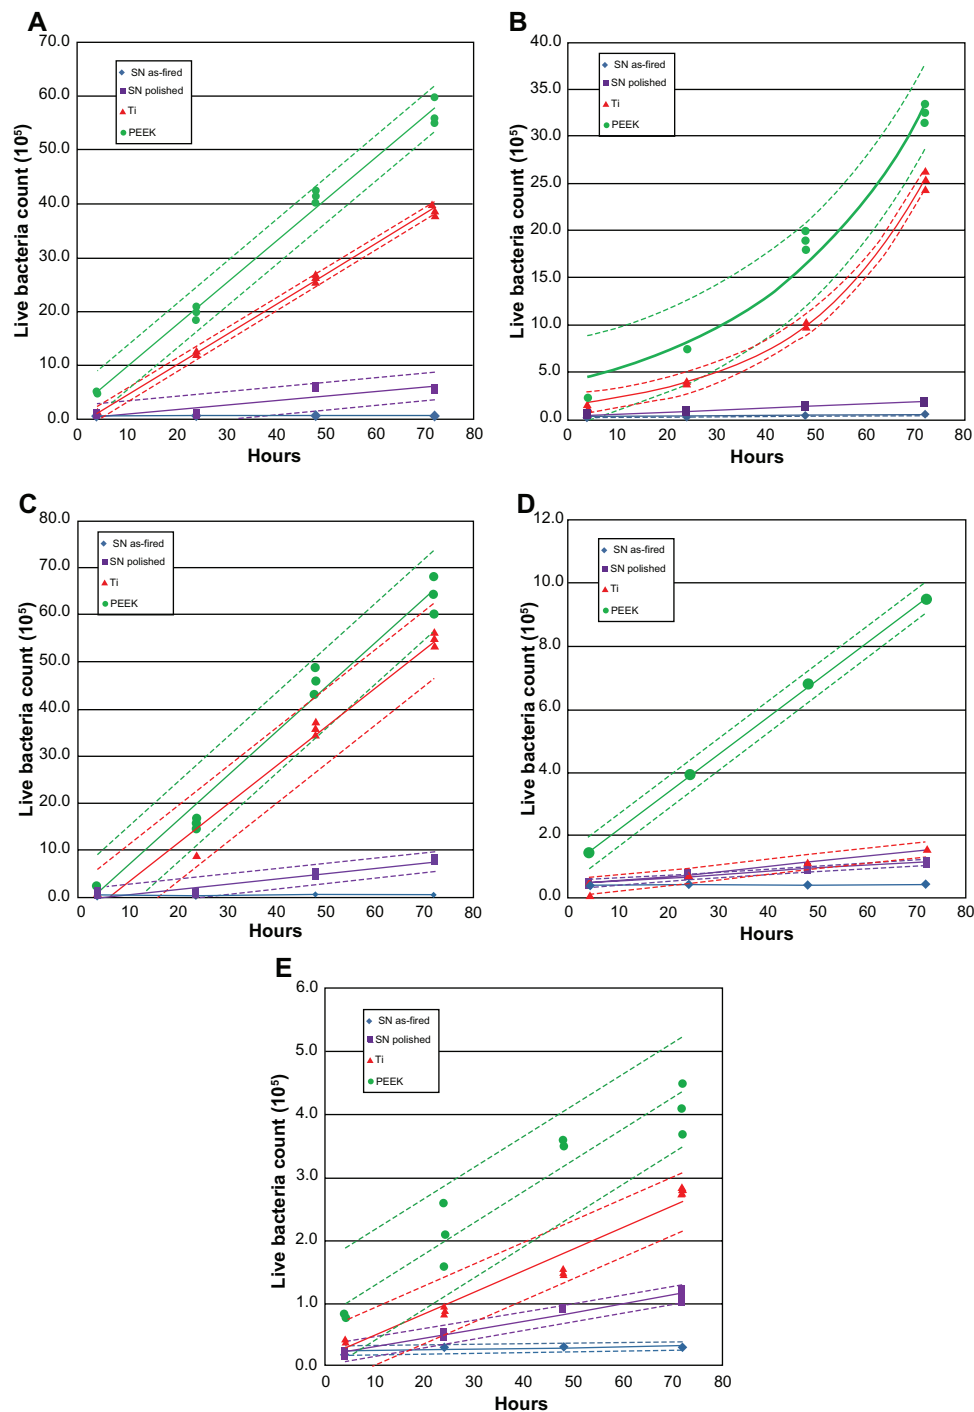 A
Live bacteria count (10⁵)
70.0
60.0
50.0
40.0
30.0
20.0
10.0
0.0
SN as-fired
SN polished
Ti
PEEK
0 10 20 30 40 50 60 70 80
Hours
B
Live bacteria count (10⁵)
40.0
35.0
30.0
25.0
20.0
15.0
10.0
5.0
0.0
SN as-fired
SN polished
Ti
PEEK
0 10 20 30 40 50 60 70 80
Hours
C
Live bacteria count (10⁵)
80.0
70.0
60.0
50.0
40.0
30.0
20.0
10.0
0.0
SN as-fired
SN polished
Ti
PEEK
0 10 20 30 40 50 60 70 80
Hours
D
Live bacteria count (10⁵)
12.0
10.0
8.0
6.0
4.0
2.0
0.0
SN as-fired
SN polished
Ti
PEEK
0 10 20 30 40 50 60 70 80
Hours
E
Live bacteria count (10⁵)
6.0
5.0
4.0
3.0
2.0
1.0
0.0
SN as-fired
SN polished
Ti
PEEK
0 10 20 30 40 50 60 70 80
Hours